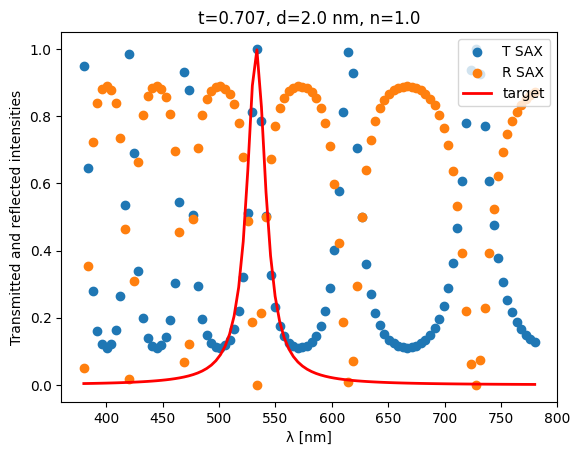 t=0.707, d=2.0 nm, n=1.0
T SAX
R SAX
target
Transmitted and reflected intensities
1.0
0.8
0.6
0.4
0.2
0.0
400 450 500 550 600 650 700 750 800
λ [nm]